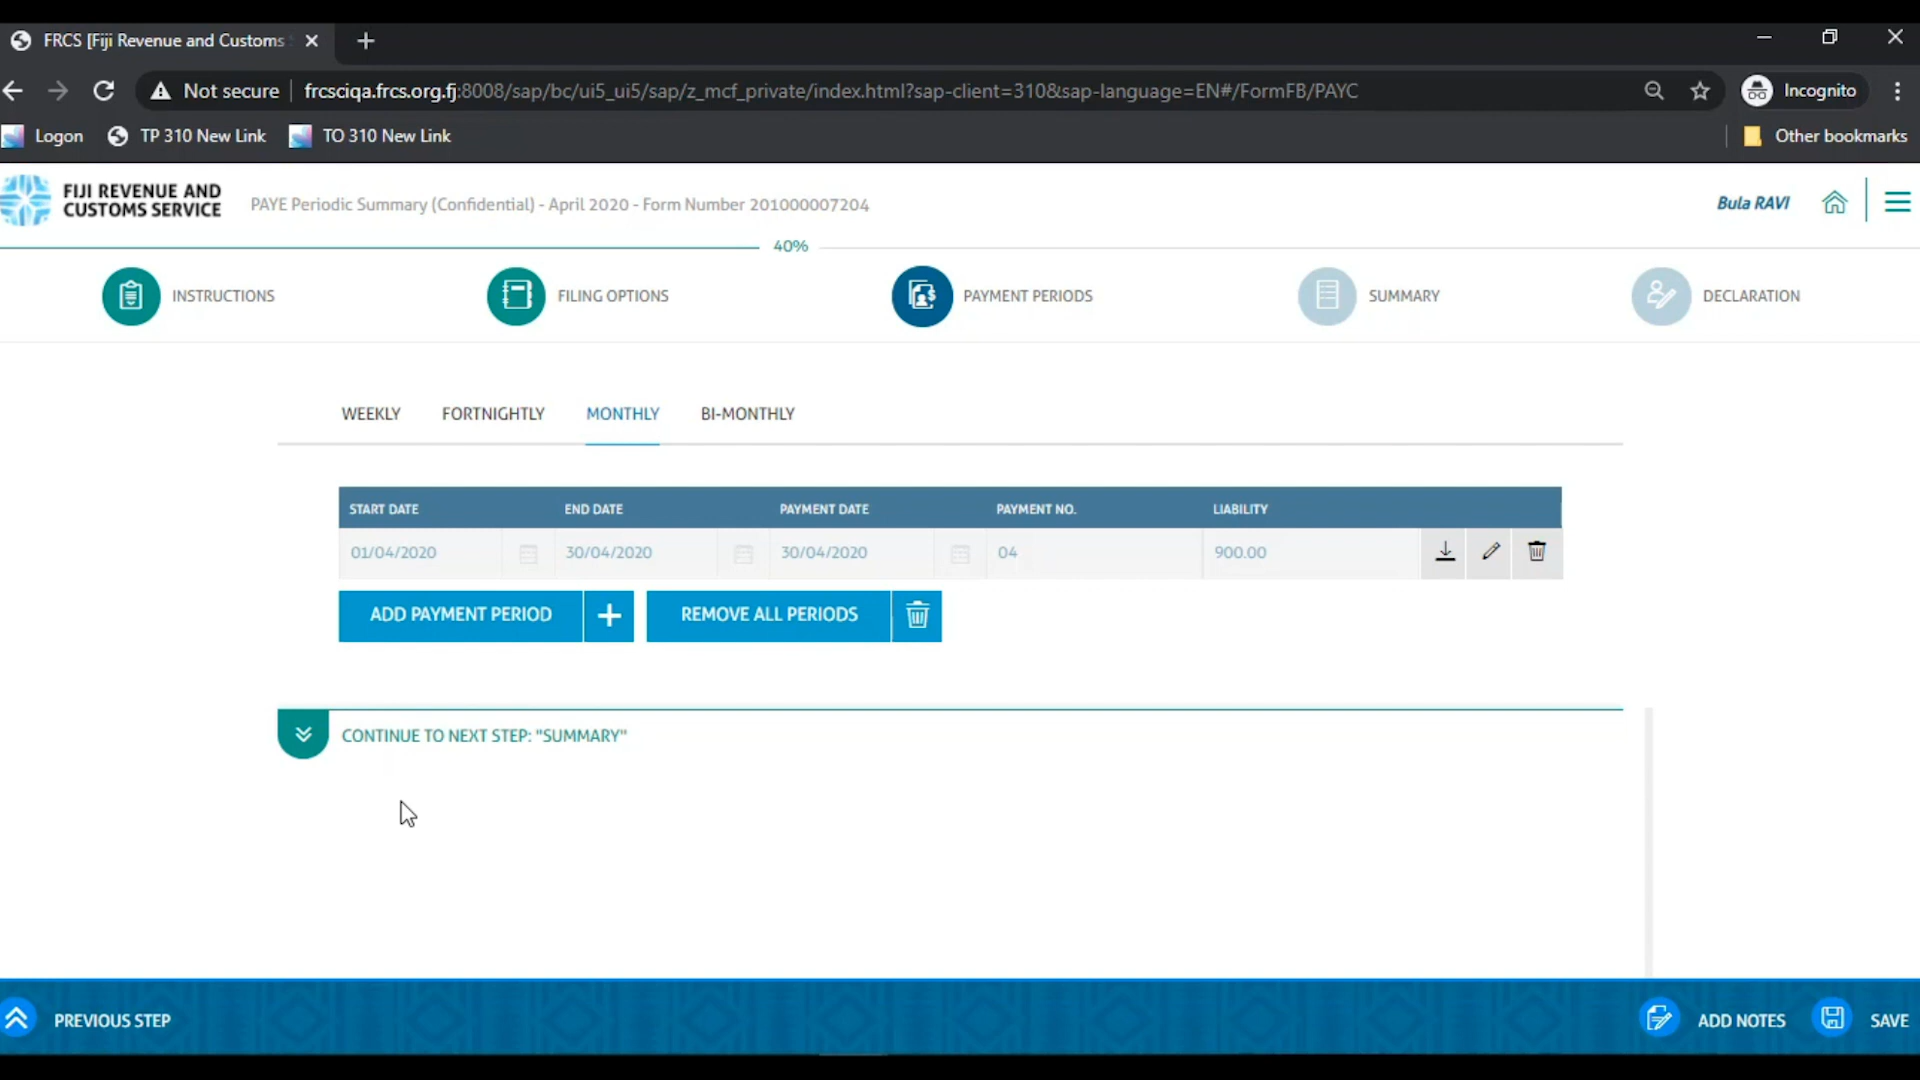 FRCS [Fiji Revenue and Customs
Not secure
frcsciqa.frcs.org.fj:8008/sap/bc/ui5_ui5/sap/z_mcf_private/index.html?sap-client=310&sap-language=EN#/FormFB/PAYC
Incognito
Logon
TP 310 New Link
TO 310 New Link
Other bookmarks
FIJI REVENUE AND
CUSTOMS SERVICE
PAYE Periodic Summary (Confidential) - April 2020 - Form Number 201000007204
Bula RAVI
40%
INSTRUCTIONS
FILING OPTIONS
PAYMENT PERIODS
SUMMARY
DECLARATION
WEEKLY
FORTNIGHTLY
MONTHLY
BI-MONTHLY
START DATE
END DATE
PAYMENT DATE
PAYMENT NO.
LIABILITY
01/04/2020
30/04/2020
30/04/2020
04
900.00
ADD PAYMENT PERIOD
REMOVE ALL PERIODS
CONTINUE TO NEXT STEP: "SUMMARY"
PREVIOUS STEP
ADD NOTES
SAVE